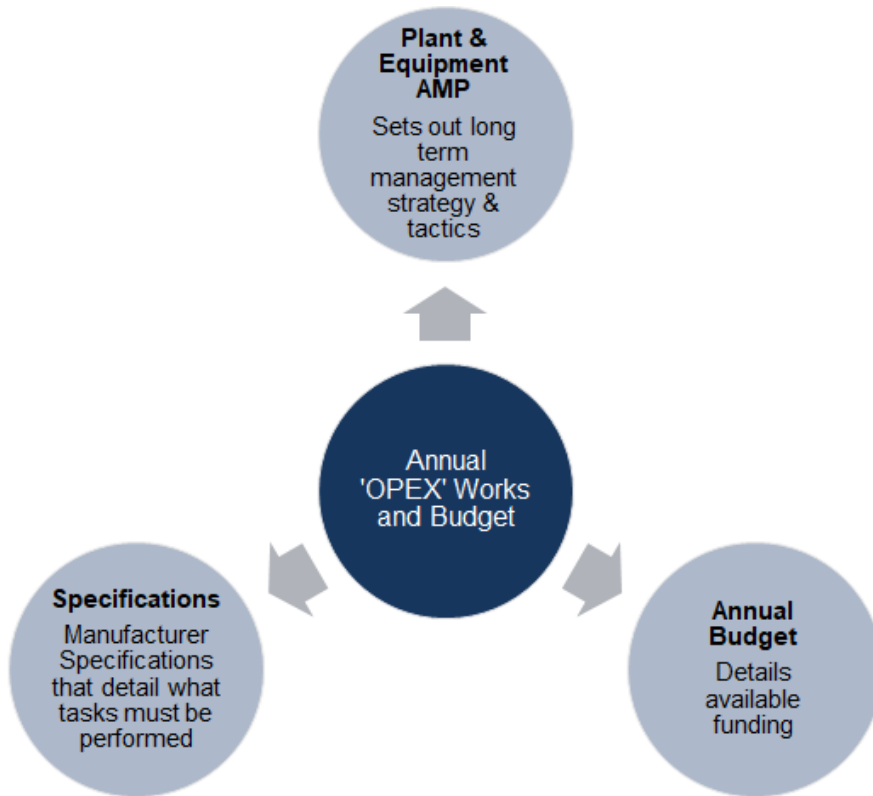 Plant &
Equipment
AMP
Sets out long
term
management
strategy &
tactics
Annual
'OPEX' Works
and Budget
Specifications
Manufacturer
Specifications
that detail what
tasks must be
performed
Annual
Budget
Details
available
funding